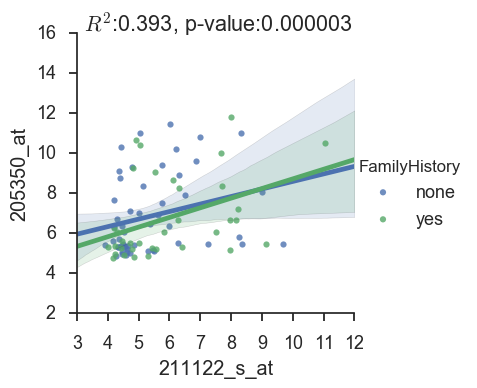 R²:0.393, p-value:0.000003
16
14
12
10
8
6
4
2
205350_at
3 4 5 6 7 8 9 10 11 12
211122_s_at
FamilyHistory
none
yes